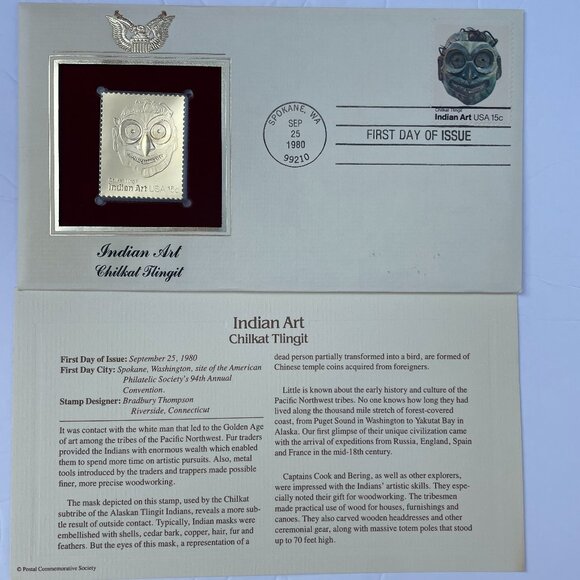 Chilkat Tlingit
Indian Art USA 15c
SPOKANE, WA
SEP
25
1980
99210
FIRST DAY OF ISSUE
Chilkat Tlingit
Indian Art USA 15c
Indian Art
Chilkat Tlingit
Indian Art
Chilkat Tlingit
First Day of Issue: September 25, 1980
First Day City: Spokane, Washington, site of the American
Philatelic Society's 94th Annual
Convention.
Stamp Designer: Bradbury Thompson
Riverside, Connecticut
It was contact with the white man that led to the Golden Age
of art among the tribes of the Pacific Northwest. Fur traders
provided the Indians with enormous wealth which enabled
them to spend more time on artistic pursuits. Also, metal
tools introduced by the traders and trappers made possible
finer, more precise woodworking.
The mask depicted on this stamp, used by the Chilkat
subtribe of the Alaskan Tlingit Indians, reveals a more sub-
tle result of outside contact. Typically, Indian masks were
embellished with shells, cedar bark, copper, hair, fur and
feathers. But the eyes of this mask, a representation of a
dead person partially transformed into a bird, are formed of
Chinese temple coins acquired from foreigners.
Little is known about the early history and culture of the
Pacific Northwest tribes. No one knows how long they had
lived along the thousand mile stretch of forest-covered
coast, from Puget Sound in Washington to Yakutat Bay in
Alaska. Our first glimpse of their unique civilization came
with the arrival of expeditions from Russia, England, Spain
and France in the mid-18th century.
Captains Cook and Bering, as well as other explorers,
were impressed with the Indians' artistic skills. They espe-
cially noted their gift for woodworking. The tribesmen
made practical use of wood for houses, furnishings and
canoes. They also carved wooden headdresses and other
ceremonial gear, along with massive totem poles that stood
up to 70 feet high.
© Postal Commemorative Society